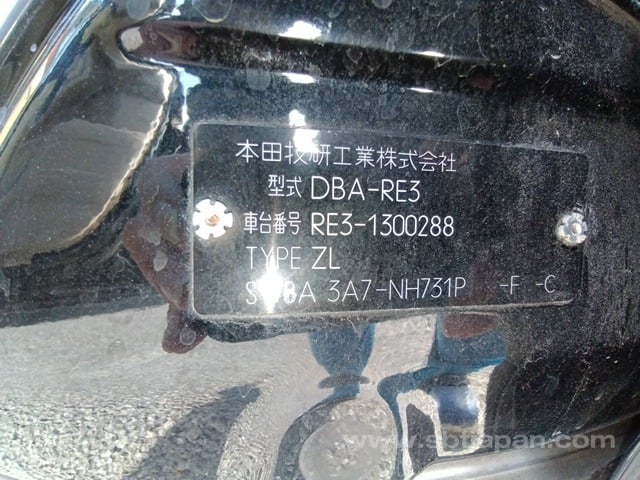 本田技研工業株式会社
型式 DBA-RE3
車台番号 RE3-1300288
TYPE ZL
3A7-NH731P -F -C
www.sbtjapan.com